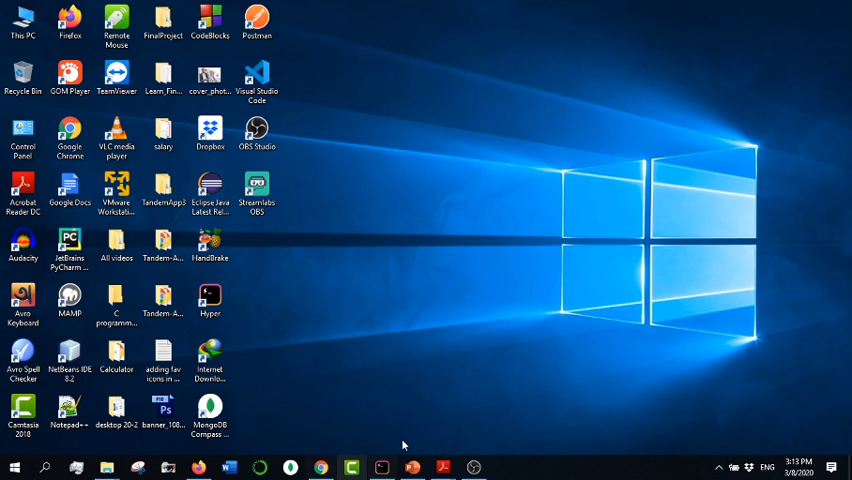 This PC
Firefox
Remote
Mouse
FinalProject
CodeBlocks
Postman
Recycle Bin
GOM Player
TeamViewer
Learn_Fin...
cover_phot...
Visual Studio
Code
Control
Panel
Google
Chrome
VLC media
player
salary
Dropbox
OBS Studio
Acrobat
Reader DC
Google Docs
VMware
Workstati...
TandemApp3
Eclipse Java
Latest Rel...
Streamlabs
OBS
Audacity
JetBrains
PyCharm ...
All videos
Tandem-A...
HandBrake
Avro
Keyboard
MAMP
C
programm...
Tandem-A...
Hyper
Avro Spell
Checker
NetBeans IDE
8.2
Calculator
adding fav
icons in ...
Internet
Downlo...
Camtasia
2018
Notepad++
desktop 20-2
banner_108...
MongoDB
Compass ...
ENG
3:13 PM
3/8/2020